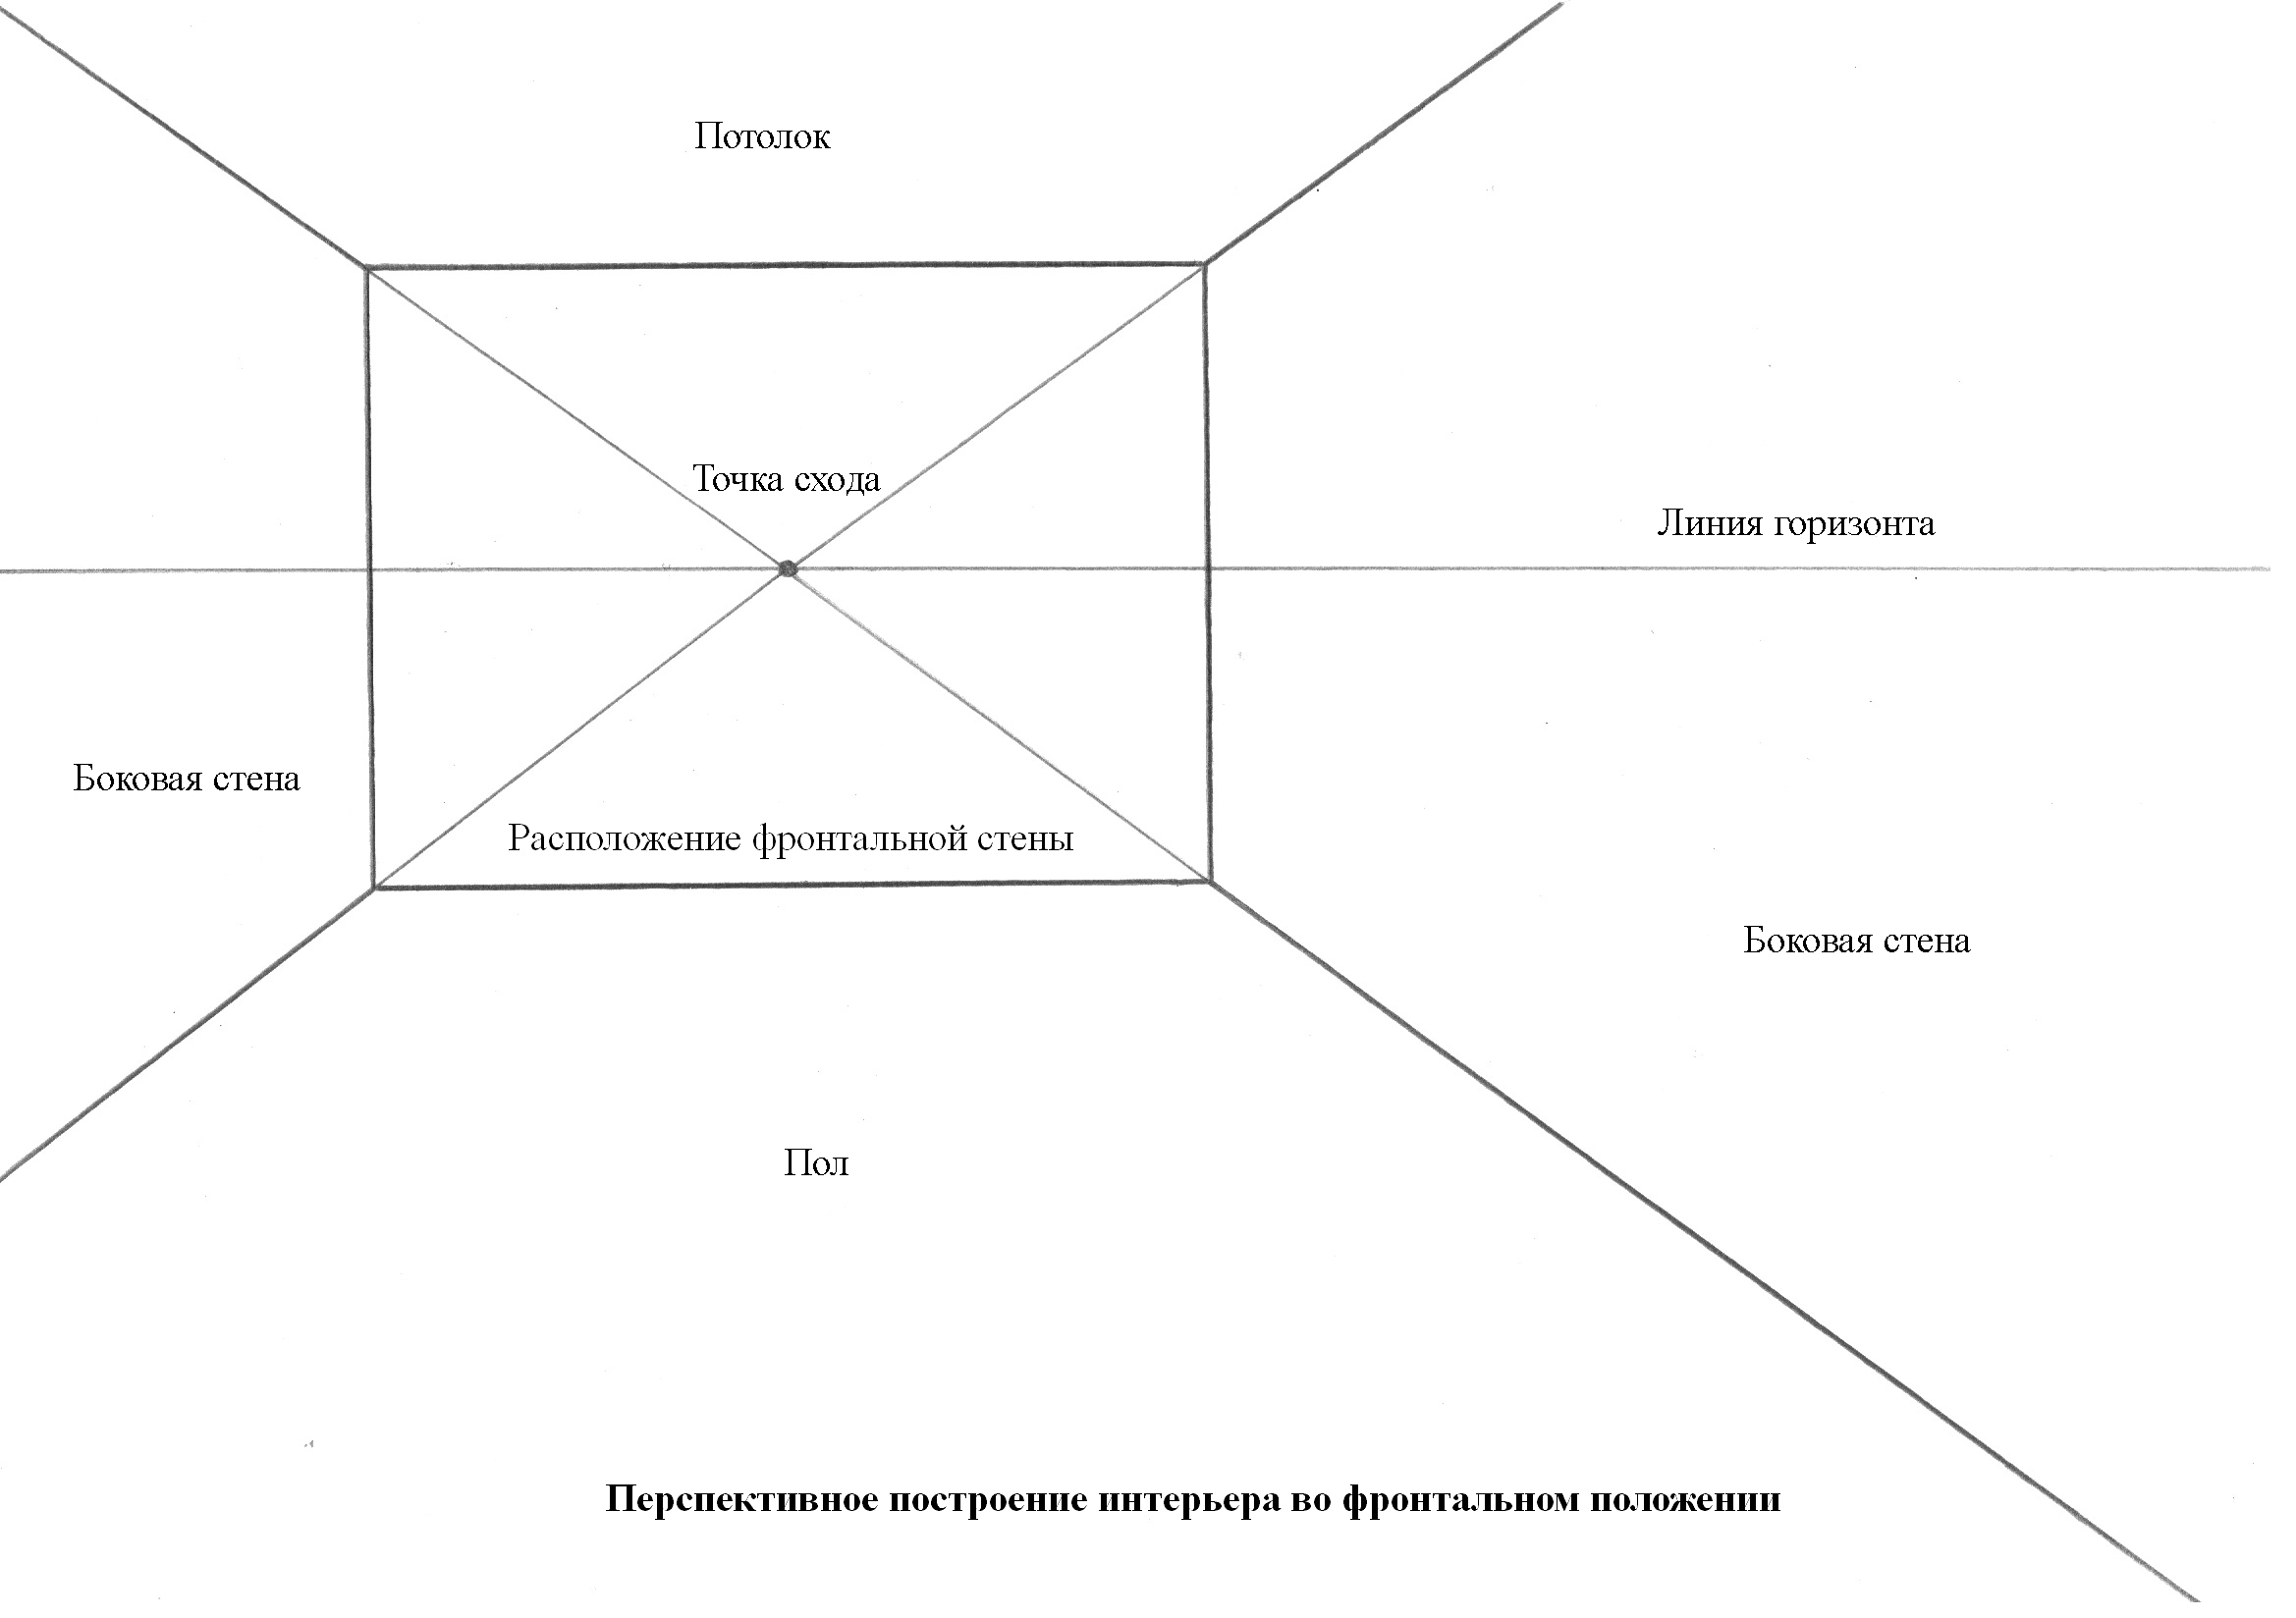 Потолок
Точка схода
Линия горизонта
Боковая стена
Расположение фронтальной стены
Боковая стена
Пол
Перспективное построение интерьера во фронтальном положении